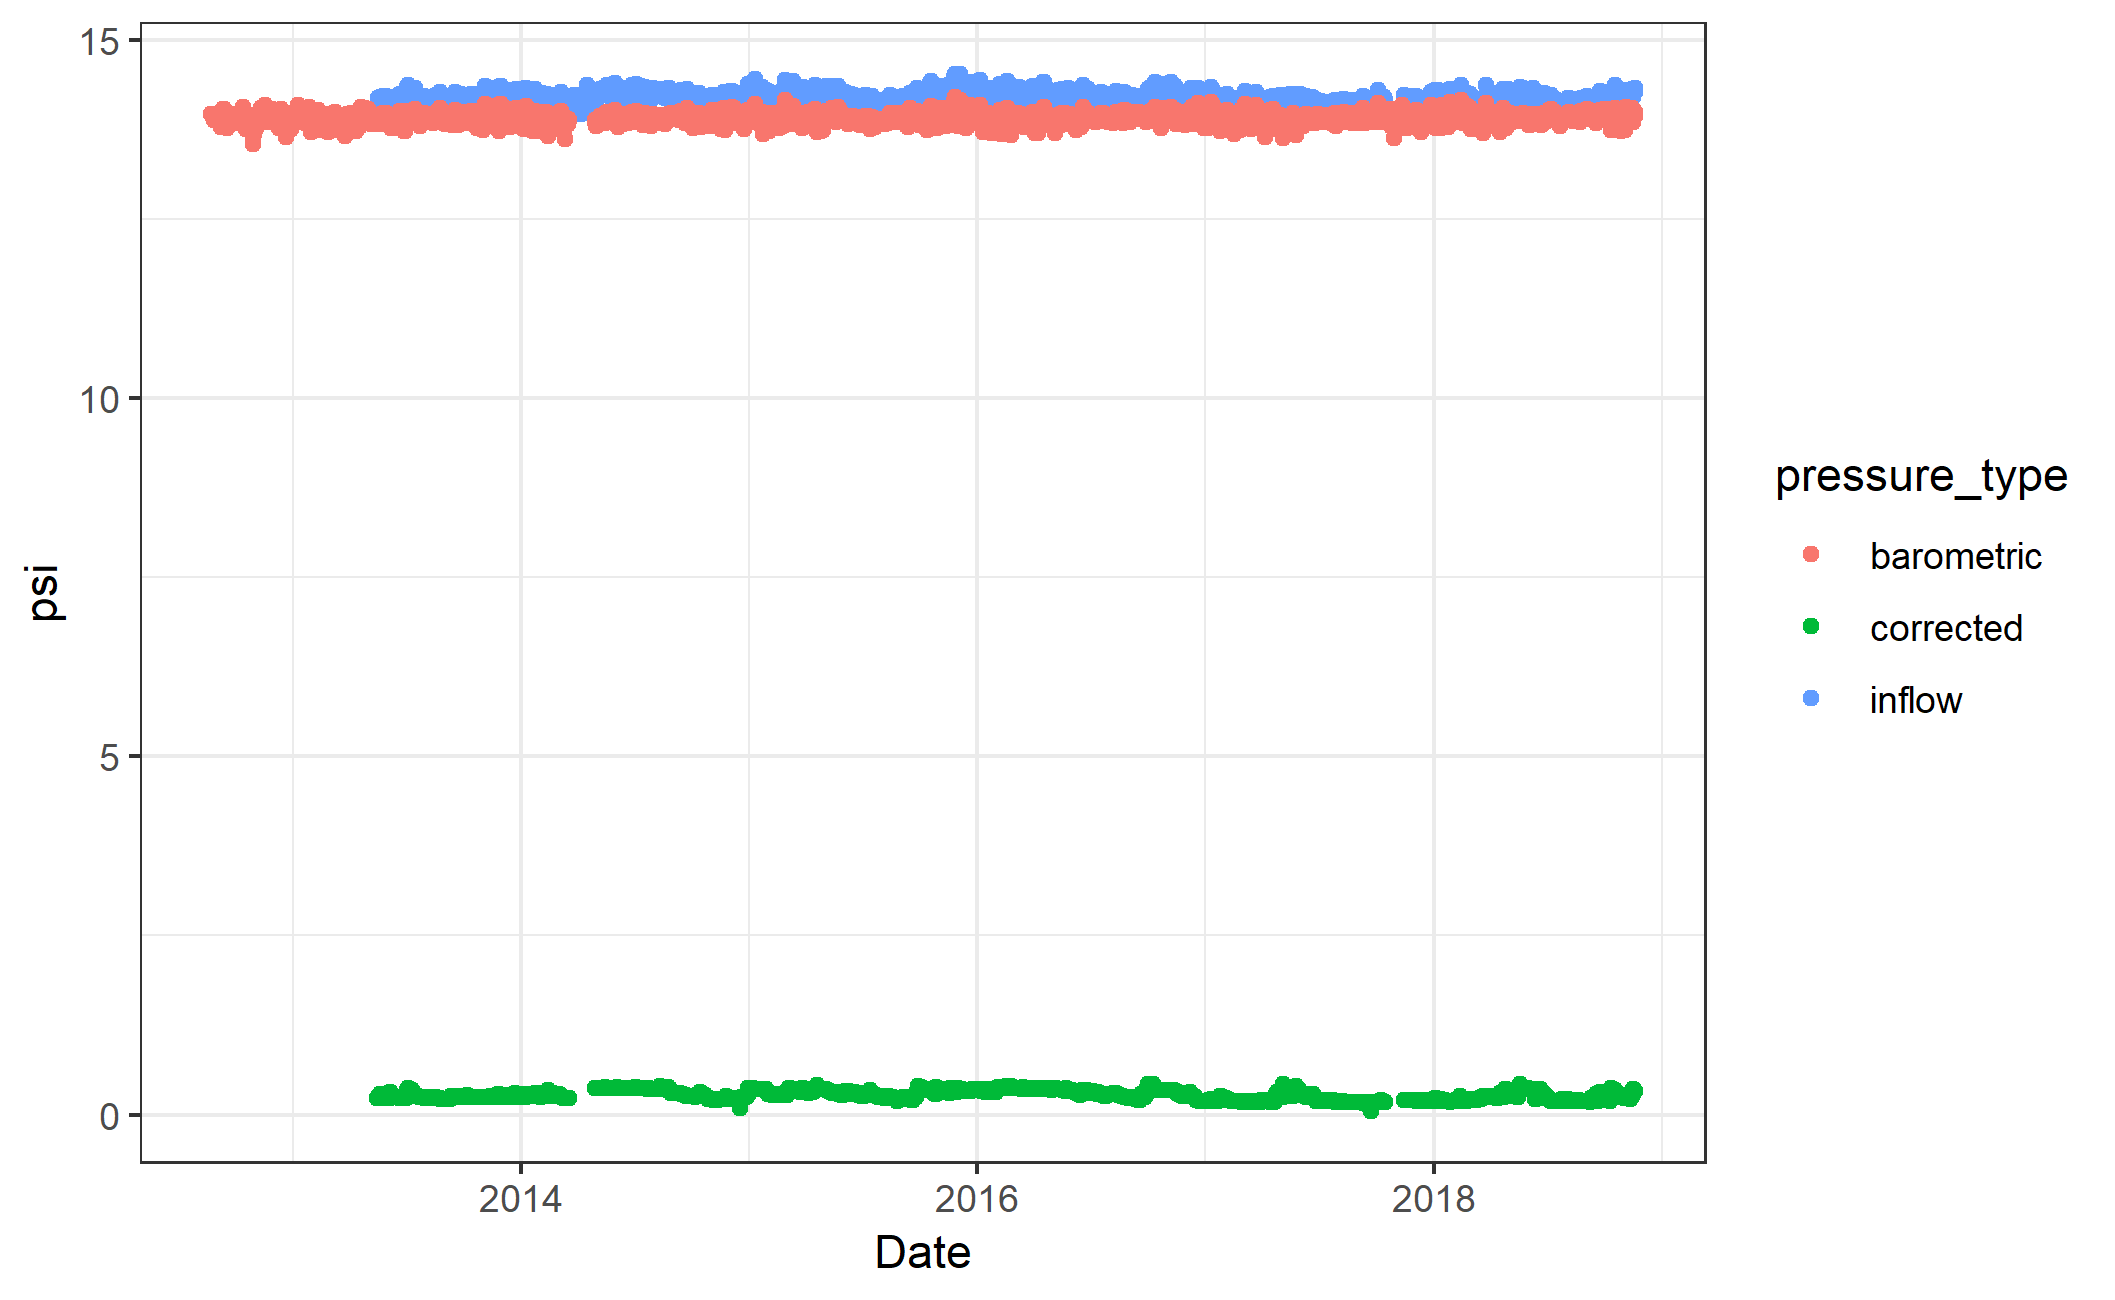 15
10
5
0
psi
2014
2016
2018
Date
pressure_type
barometric
corrected
inflow